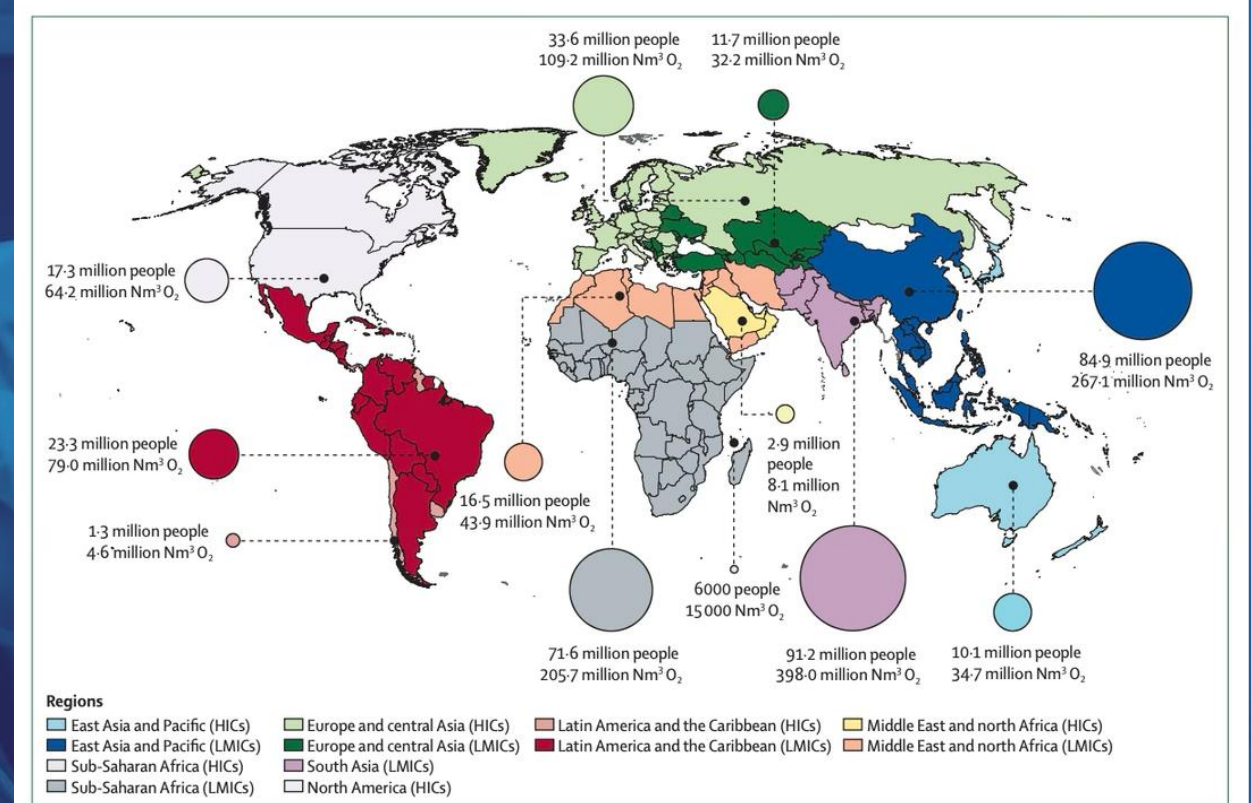 33·6 million people
109·2 million Nm³ O₂
11·7 million people
32·2 million Nm³ O₂
17·3 million people
64·2 million Nm³ O₂
84·9 million people
267·1 million Nm³ O₂
23·3 million people
79·0 million Nm³ O₂
16·5 million people
43·9 million Nm³ O₂
2·9 million
people
8·1 million
Nm³ O₂
1·3 million people
4·6 million Nm³ O₂
6000 people
15 000 Nm³ O₂
71·6 million people
205·7 million Nm³ O₂
91·2 million people
398·0 million Nm³ O₂
10·1 million people
34·7 million Nm³ O₂
Regions
East Asia and Pacific (HICs)
East Asia and Pacific (LMICs)
Sub-Saharan Africa (HICs)
Sub-Saharan Africa (LMICs)
Europe and central Asia (HICs)
Europe and central Asia (LMICs)
South Asia (LMICs)
North America (HICs)
Latin America and the Caribbean (HICs)
Latin America and the Caribbean (LMICs)
Middle East and north Africa (HICs)
Middle East and north Africa (LMICs)